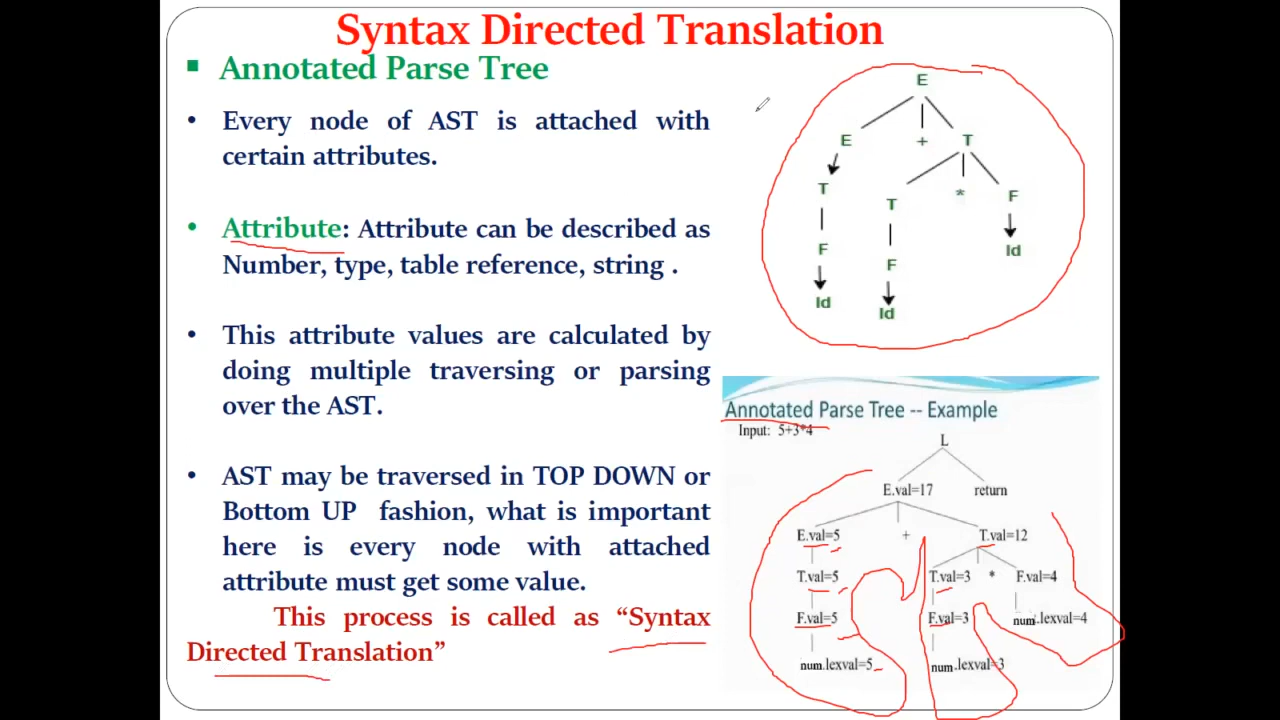 Syntax Directed Translation
Annotated Parse Tree
• Every node of AST is attached with
certain attributes.
• Attribute: Attribute can be described as
Number, type, table reference, string .
• This attribute values are calculated by
doing multiple traversing or parsing
over the AST.
• AST may be traversed in TOP DOWN or
Bottom UP fashion, what is important
here is every node with attached
attribute must get some value.
This process is called as “Syntax
Directed Translation”
E
E + T
T T * F
F F Id
Id Id
Annotated Parse Tree -- Example
Input: 5+3*4
L
E.val=17 return
E.val=5 + T.val=12
T.val=5 T.val=3 * F.val=4
F.val=5 F.val=3 num.lexval=4
num.lexval=5 num.lexval=3